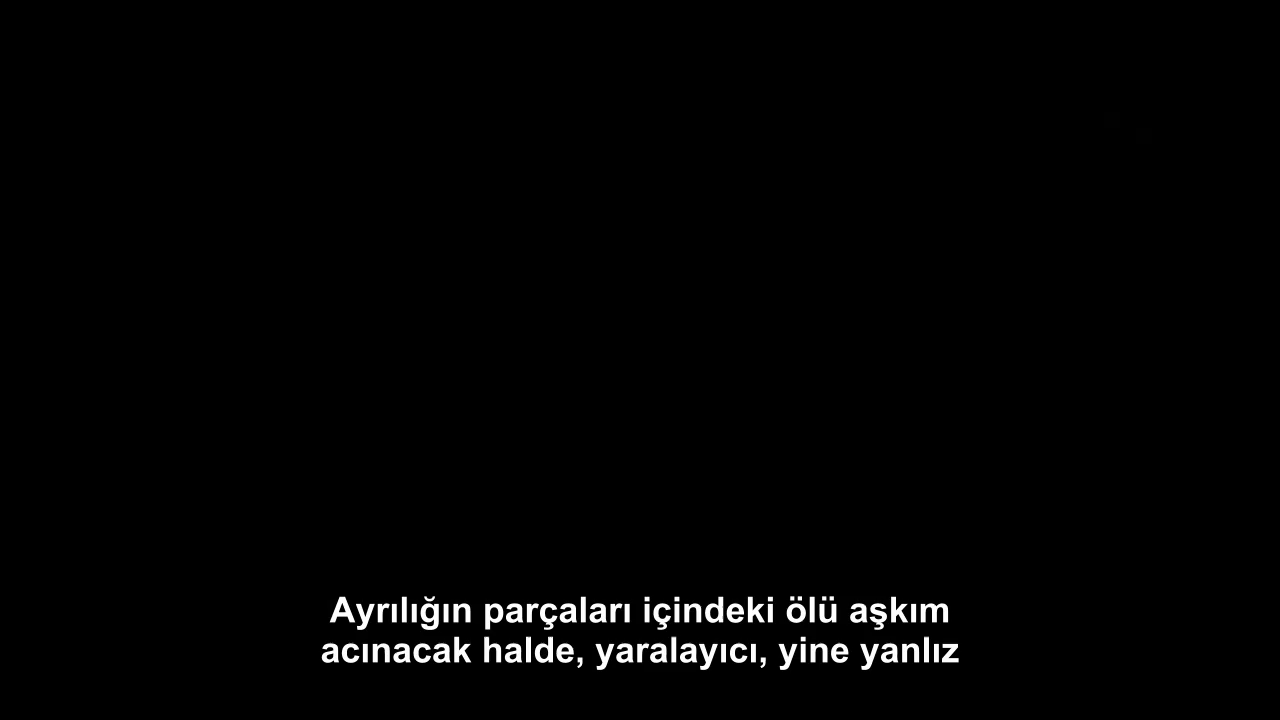 Ayrılığın parçaları içindeki ölü aşkım
acınacak halde, yaralayıcı, yine yanlız